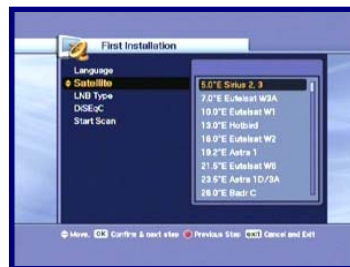 First Installation
Language
Satellite
LNB Type
DiSEqC
Start Scan
5.0°E Sirius 2, 3
7.0°E Eutelsat W3A
10.0°E Eutelsat W1
13.0°E Hotbird
16.0°E Eutelsat W2
19.2°E Astra 1
21.5°E Eutelsat W6
23.5°E Astra 1D/3A
26.0°E Badr C
Move, OK Confirm & next step Previous Step exit Cancel and Exit